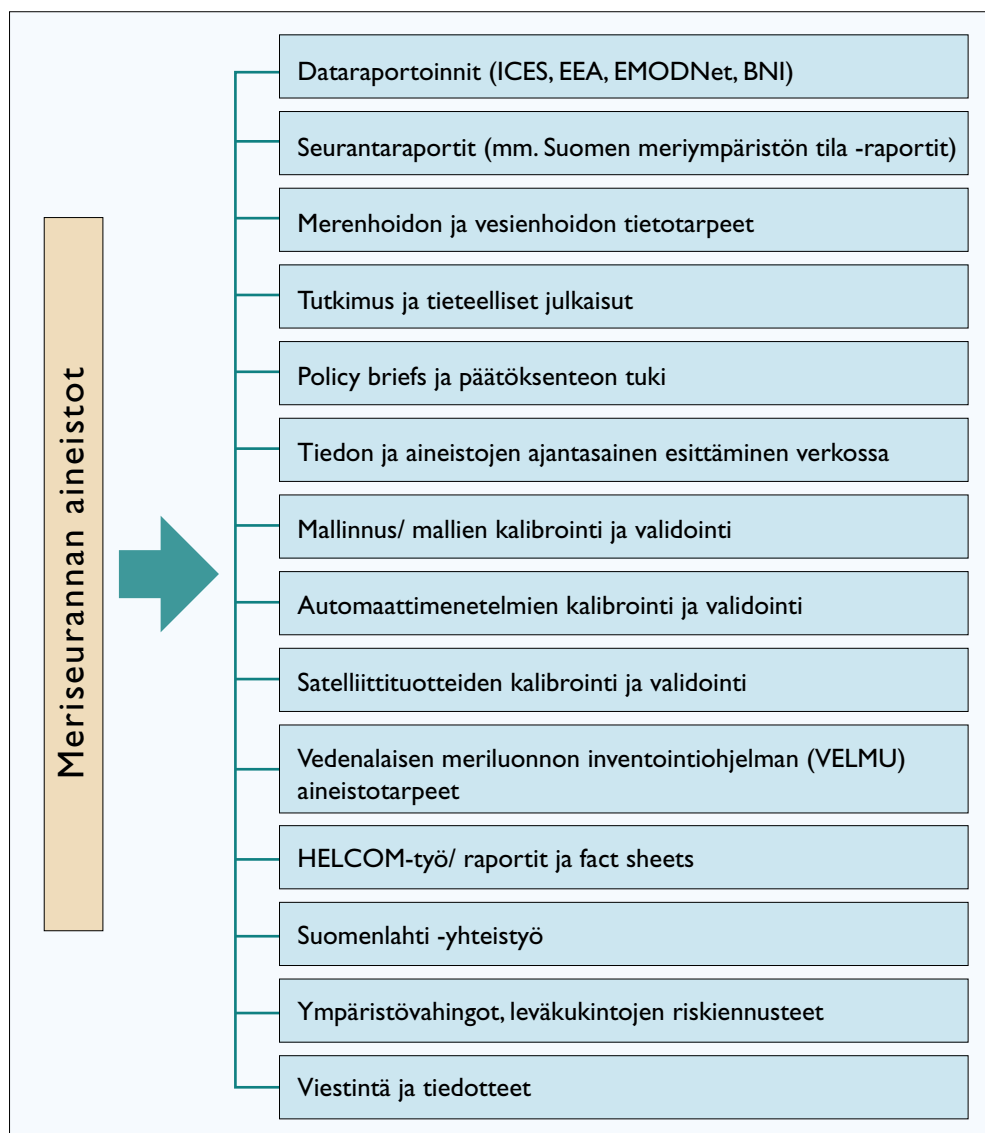 Meriseurannan aineistot
Dataraportoinnit (ICES, EEA, EMODNet, BNI)
Seurantaraportit (mm. Suomen meriympäristön tila -raportit)
Merenhoidon ja vesienhoidon tietotarpeet
Tutkimus ja tieteelliset julkaisut
Policy briefs ja päätöksenteon tuki
Tiedon ja aineistojen ajantasainen esittäminen verkossa
Mallinnus/ mallien kalibrointi ja validointi
Automaattimenetelmien kalibrointi ja validointi
Satelliittituotteiden kalibrointi ja validointi
Vedenalaisen meriluonnon inventointiohjelman (VELMU)
aineistotarpeet
HELCOM-työ/ raportit ja fact sheets
Suomenlahti -yhteistyö
Ympäristövahingot, leväkukintojen riskiennusteet
Viestintä ja tiedotteet